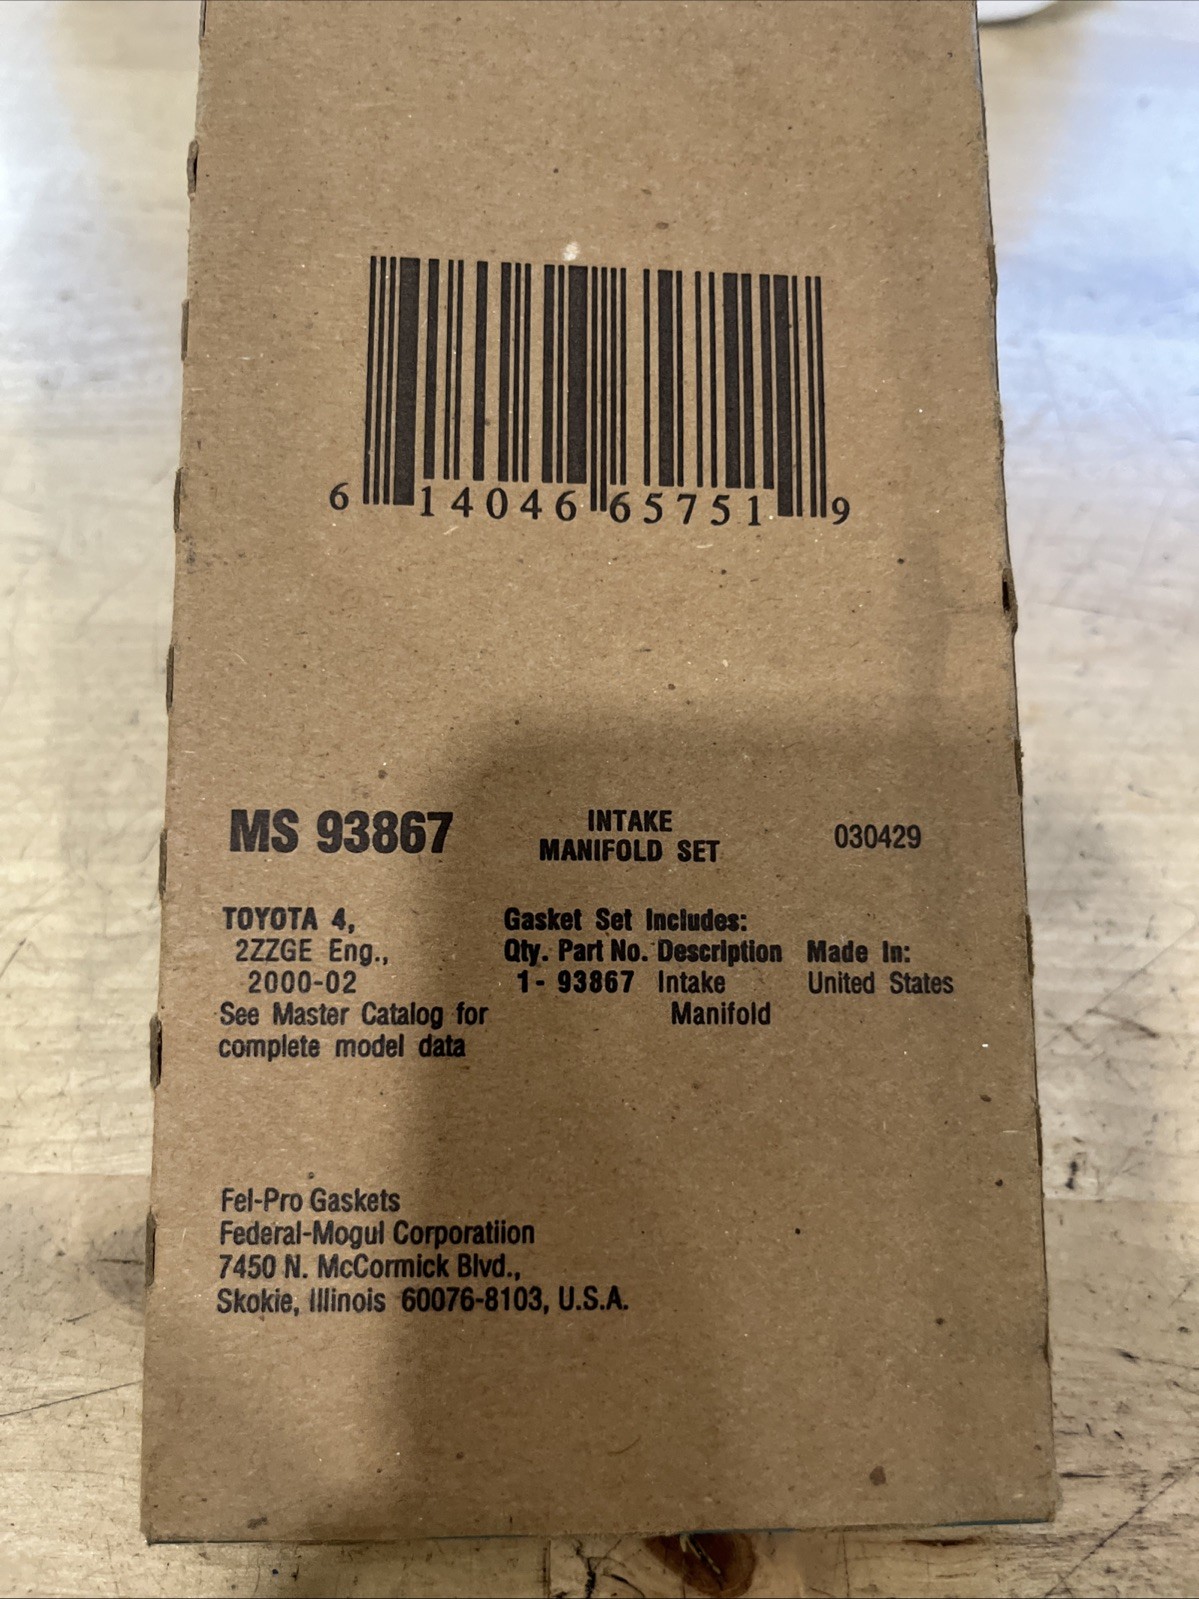 6 14046 65751 9
MS 93867
INTAKE
MANIFOLD SET
030429
TOYOTA 4,
2ZZGE Eng.,
2000-02
See Master Catalog for
complete model data
Gasket Set Includes:
Qty. Part No. Description Made In:
1- 93867 Intake United States
Manifold
Fel-Pro Gaskets
Federal-Mogul Corporatiion
7450 N. McCormick Blvd.,
Skokie, Illinois 60076-8103, U.S.A.